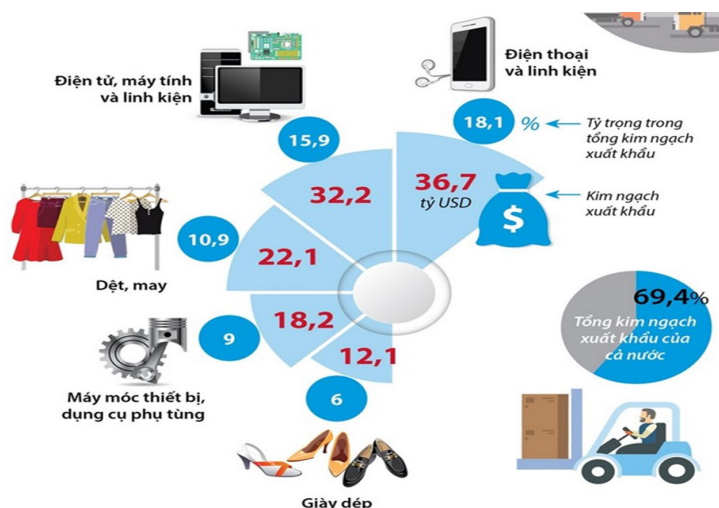 Điện thoại
và linh kiện
18,1 %
Tỷ trọng trong
tổng kim ngạch
xuất khẩu
36,7
tỷ USD
$
Kim ngạch
xuất khẩu
Điện tử, máy tính
và linh kiện
15,9
32,2
Dệt, may
10,9
22,1
Máy móc thiết bị,
dụng cụ phụ tùng
9
18,2
Giày dép
6
12,1
69,4%
Tổng kim ngạch
xuất khẩu của
cả nước